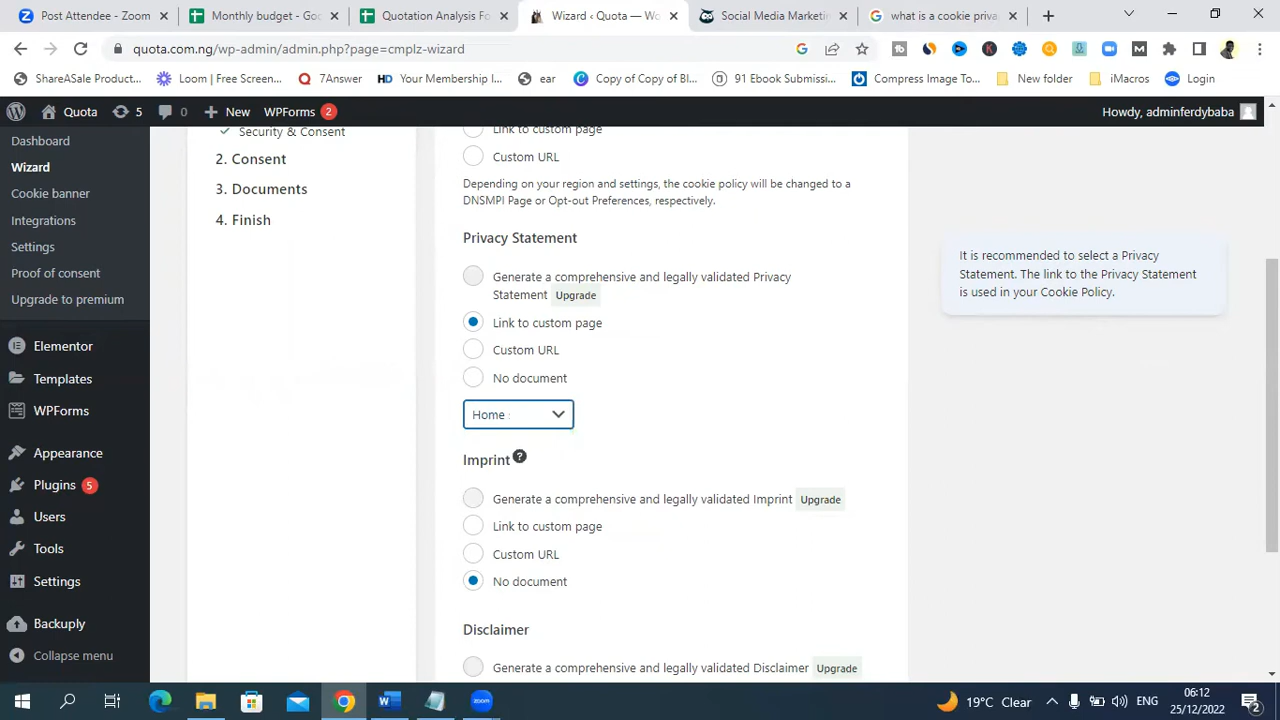 Post Attendee - Zoom
Monthly budget - Goo
Quotation Analysis Fo
Wizard ‹ Quota — Wo
Social Media Marketin
what is a cookie priva
quota.com.ng/wp-admin/admin.php?page=cmplz-wizard
ShareASale Product...
Loom | Free Screen...
7Answer
HD
Your Membership I...
ear
Copy of Copy of Bl...
91 Ebook Submissi...
Compress Image To...
New folder
iMacros
Login
Quota
5
0
New
WPForms 2
Howdy, adminferdybaba
Dashboard
Wizard
Cookie banner
Integrations
Settings
Proof of consent
Upgrade to premium
Elementor
Templates
WPForms
Appearance
Plugins 5
Users
Tools
Settings
Backuply
Collapse menu
Security & Consent
2. Consent
3. Documents
4. Finish
Link to custom page
Custom URL
Depending on your region and settings, the cookie policy will be changed to a
DNSMPI Page or Opt-out Preferences, respectively.
Privacy Statement
Generate a comprehensive and legally validated Privacy
Statement Upgrade
Link to custom page
Custom URL
No document
Home
Imprint ?
Generate a comprehensive and legally validated Imprint Upgrade
Link to custom page
Custom URL
No document
Disclaimer
Generate a comprehensive and legally validated Disclaimer Upgrade
It is recommended to select a Privacy
Statement. The link to the Privacy Statement
is used in your Cookie Policy.
19°C Clear
ENG
06:12
25/12/2022
2